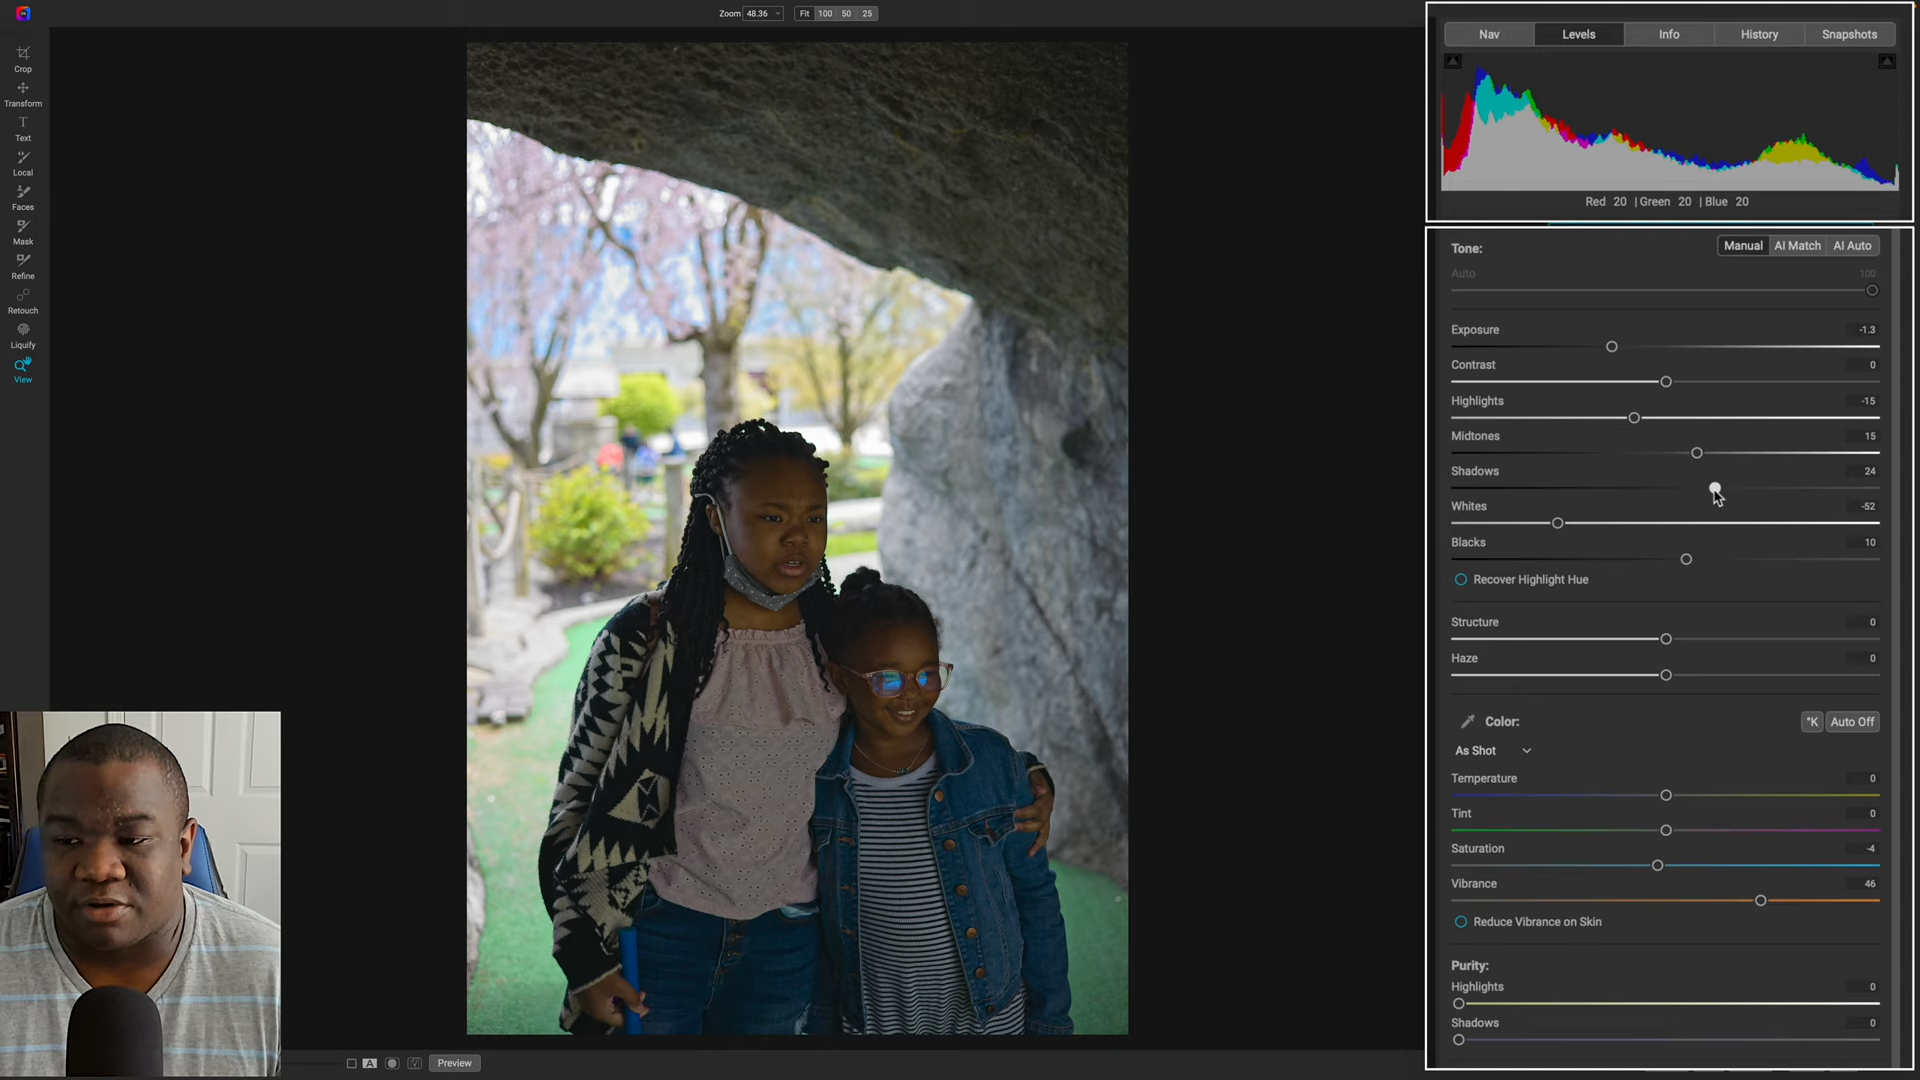 Zoom 48.36 Fit 100 50 25
Nav Levels Info History Snapshots
Crop
Transform
Text
Local
Faces
Mask
Refine
Retouch
Liquify
View
Red 20 | Green 20 | Blue 20
Tone: Manual AI Match AI Auto
Auto 100
Exposure -1.3
Contrast 0
Highlights -15
Midtones 15
Shadows 24
Whites -52
Blacks 10
Recover Highlight Hue
Structure 0
Haze 0
Color: °K Auto Off
As Shot
Temperature 0
Tint 0
Saturation -4
Vibrance 46
Reduce Vibrance on Skin
Purity:
Highlights 0
Shadows 0
A Preview